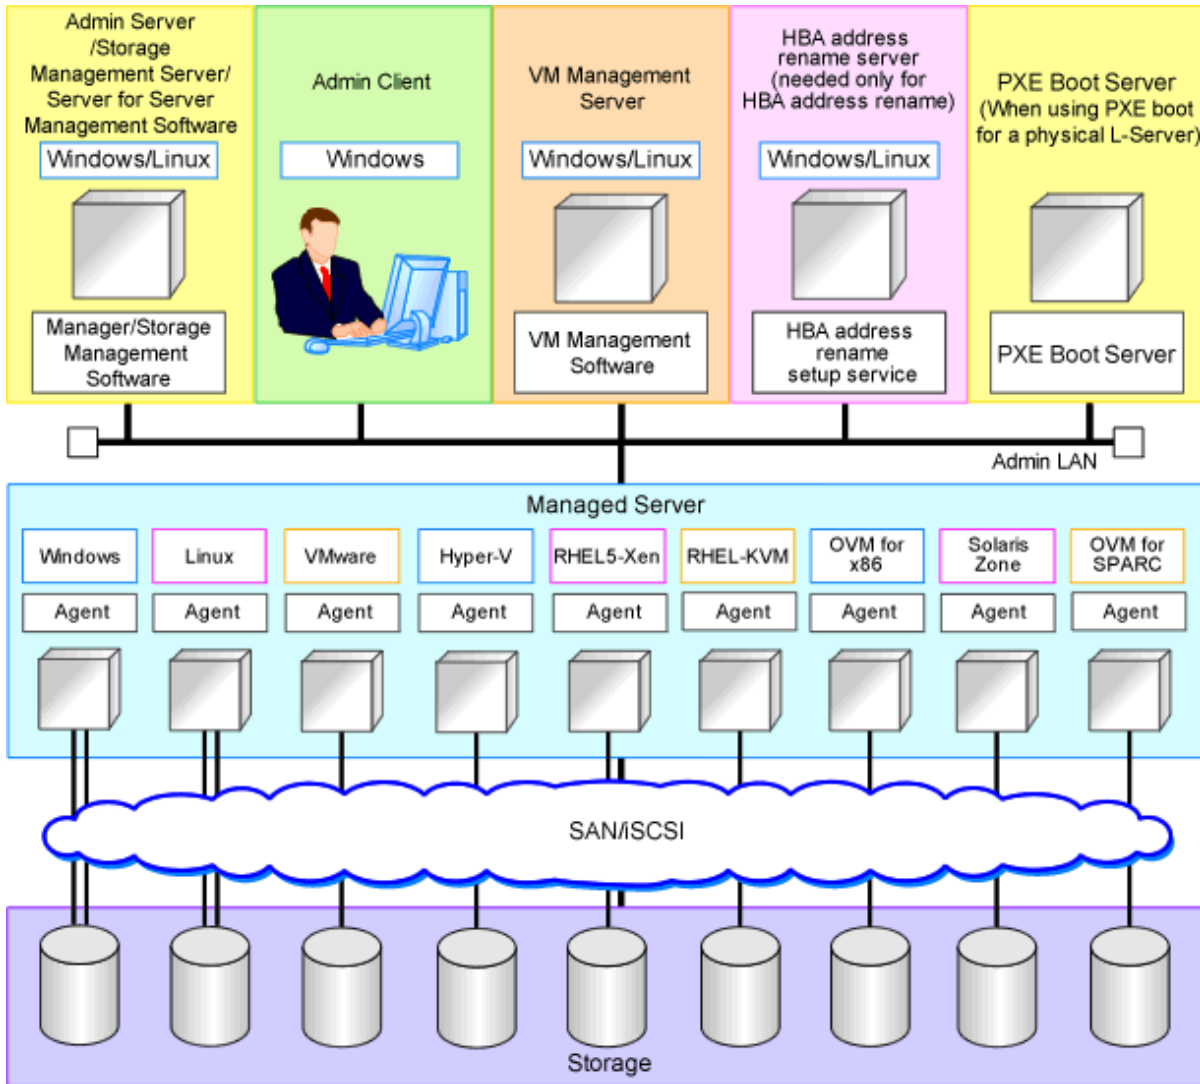 Admin Server
/Storage
Management Server/
Server for Server
Management Software
Windows/Linux
Manager/Storage
Management
Software
Admin Client
Windows
VM Management
Server
Windows/Linux
VM Management
Software
HBA address
rename server
(needed only for
HBA address rename)
Windows/Linux
HBA address
rename
setup service
PXE Boot Server
(When using PXE boot
for a physical L-Server)
PXE Boot Server
Admin LAN
Managed Server
Windows
Linux
VMware
Hyper-V
RHEL5-Xen
RHEL-KVM
OVM for
x86
Solaris
Zone
OVM for
SPARC
Agent
Agent
Agent
Agent
Agent
Agent
Agent
Agent
Agent
SAN/iSCSI
Storage